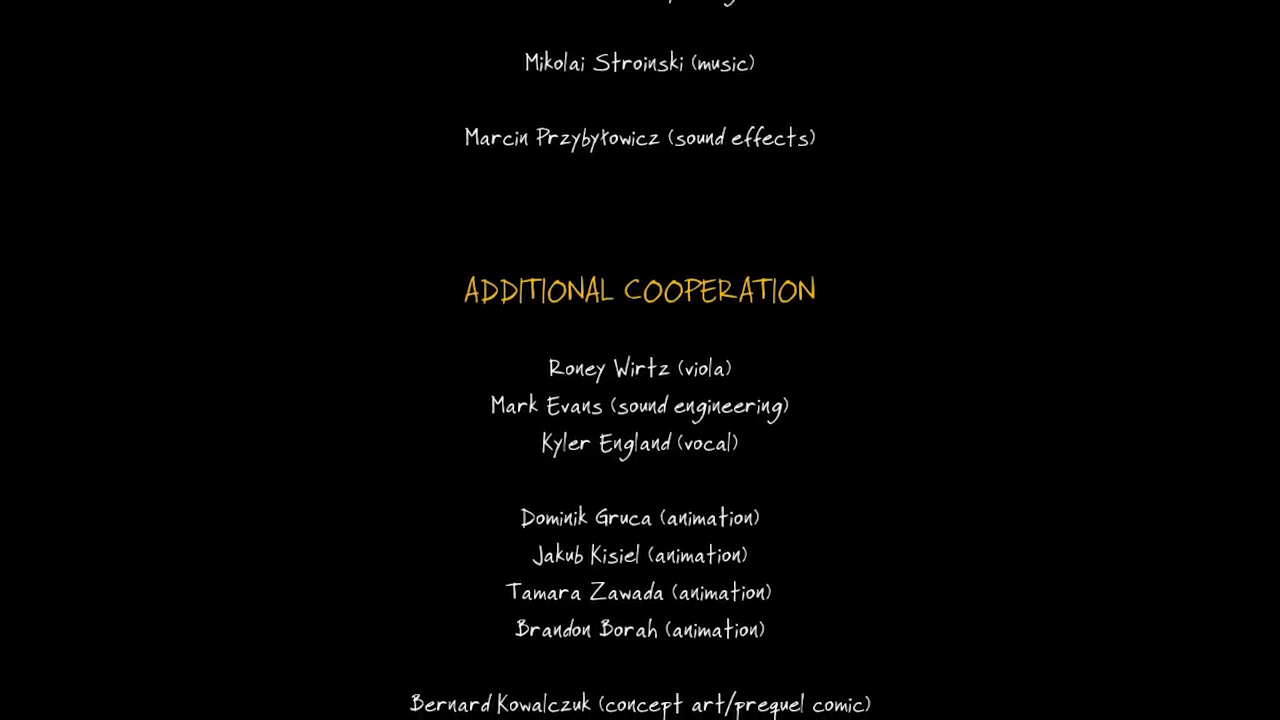 Mikolai Stroinski (music)
Marcin Przybyłowicz (sound effects)
ADDITIONAL COOPERATION
Roney Wirtz (viola)
Mark Evans (sound engineering)
Kyler England (vocal)
Dominik Gruca (animation)
Jakub Kisiel (animation)
Tamara Zawada (animation)
Brandon Borah (animation)
Bernard Kowalczuk (concept art/prequel comic)